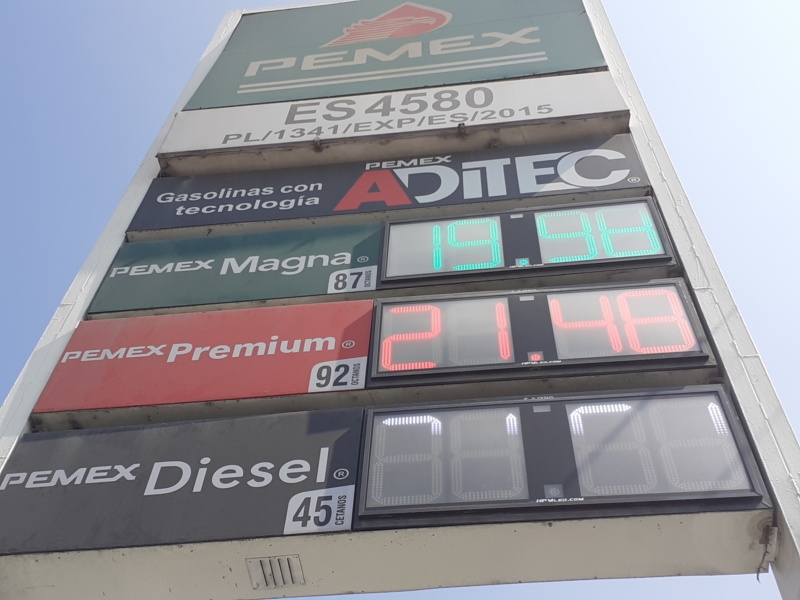 PEMEX
ES 4580
PL/1341/EXP/ES/2015
Gasolinas con tecnología
PEMEX
ADITEC®
PEMEX Magna®
87 OCTANOS
19.98
PEMEX Premium®
92 OCTANOS
21.48
PEMEX Diesel®
45 CETANOS